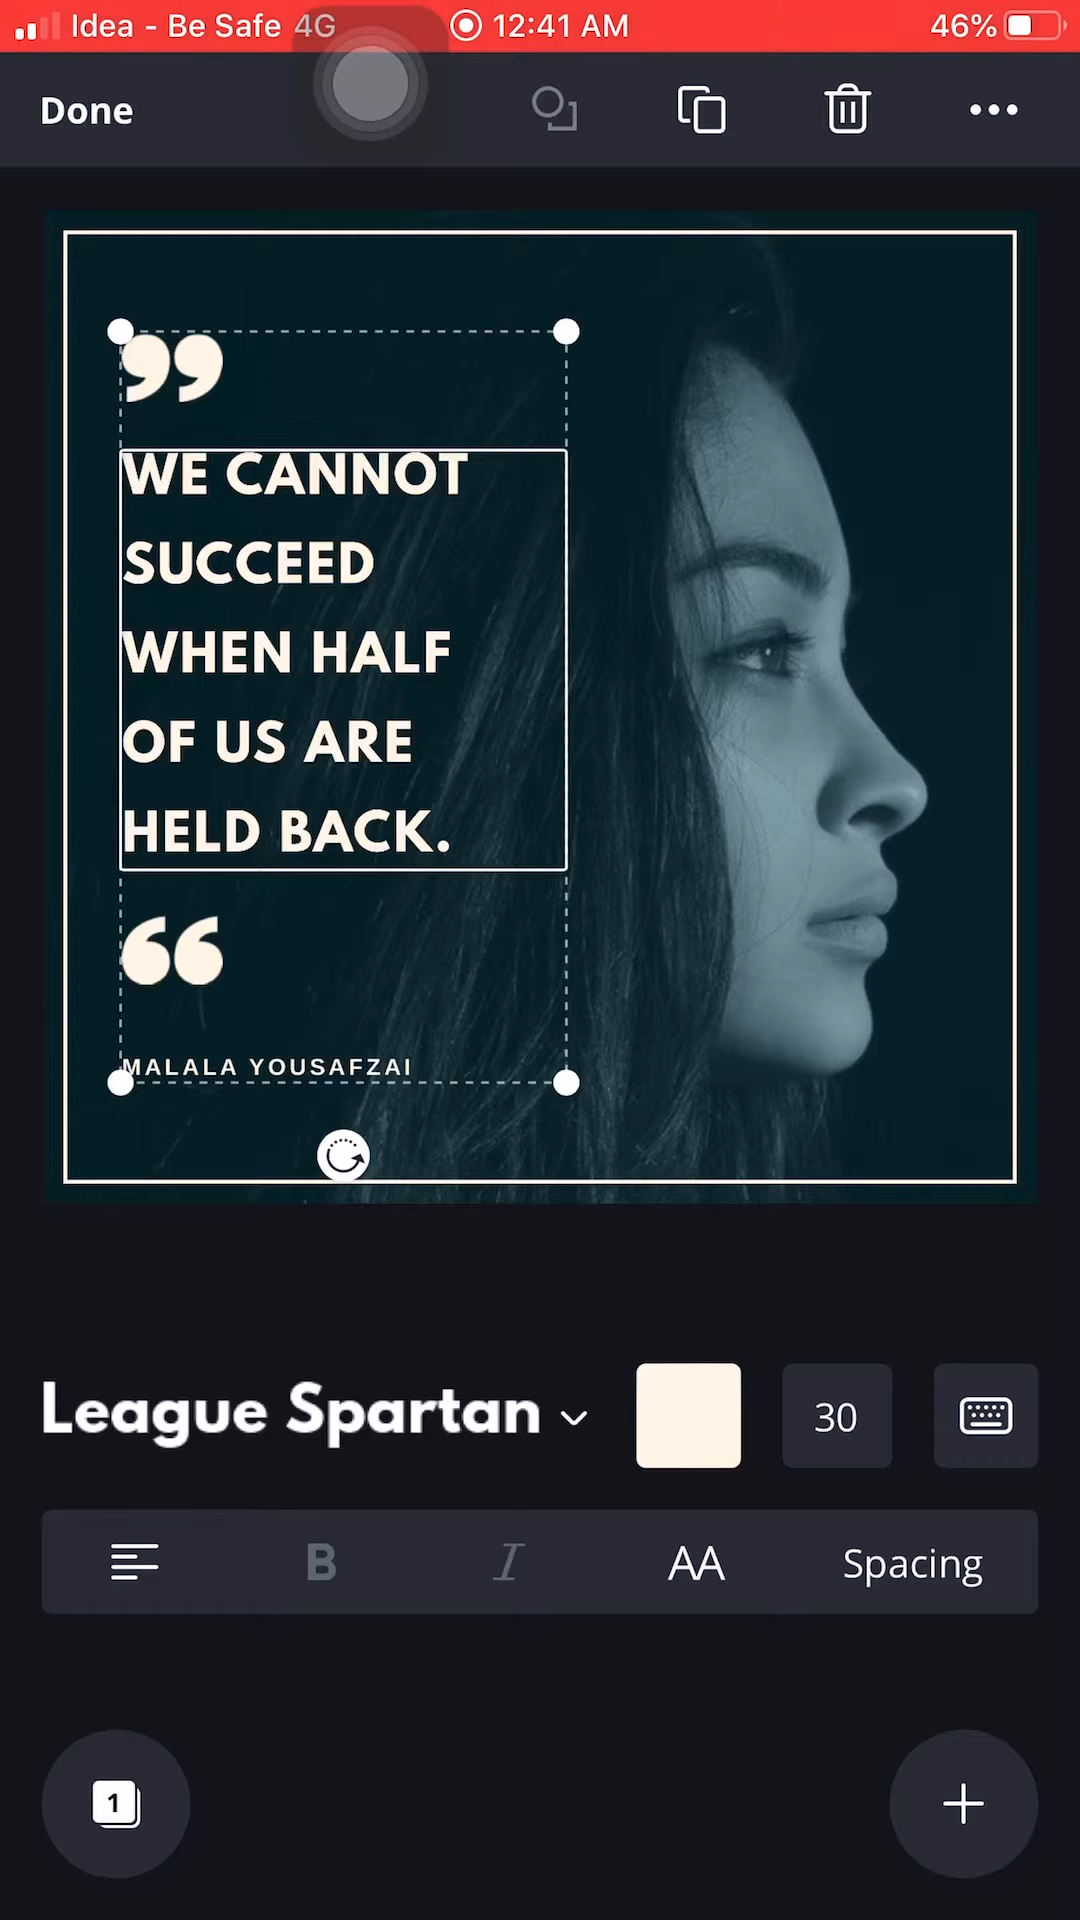 Idea - Be Safe 4G 12:41 AM 46%
Done
”
WE CANNOT
SUCCEED
WHEN HALF
OF US ARE
HELD BACK.
“
MALALA YOUSAFZAI
League Spartan 30
B I AA Spacing
1